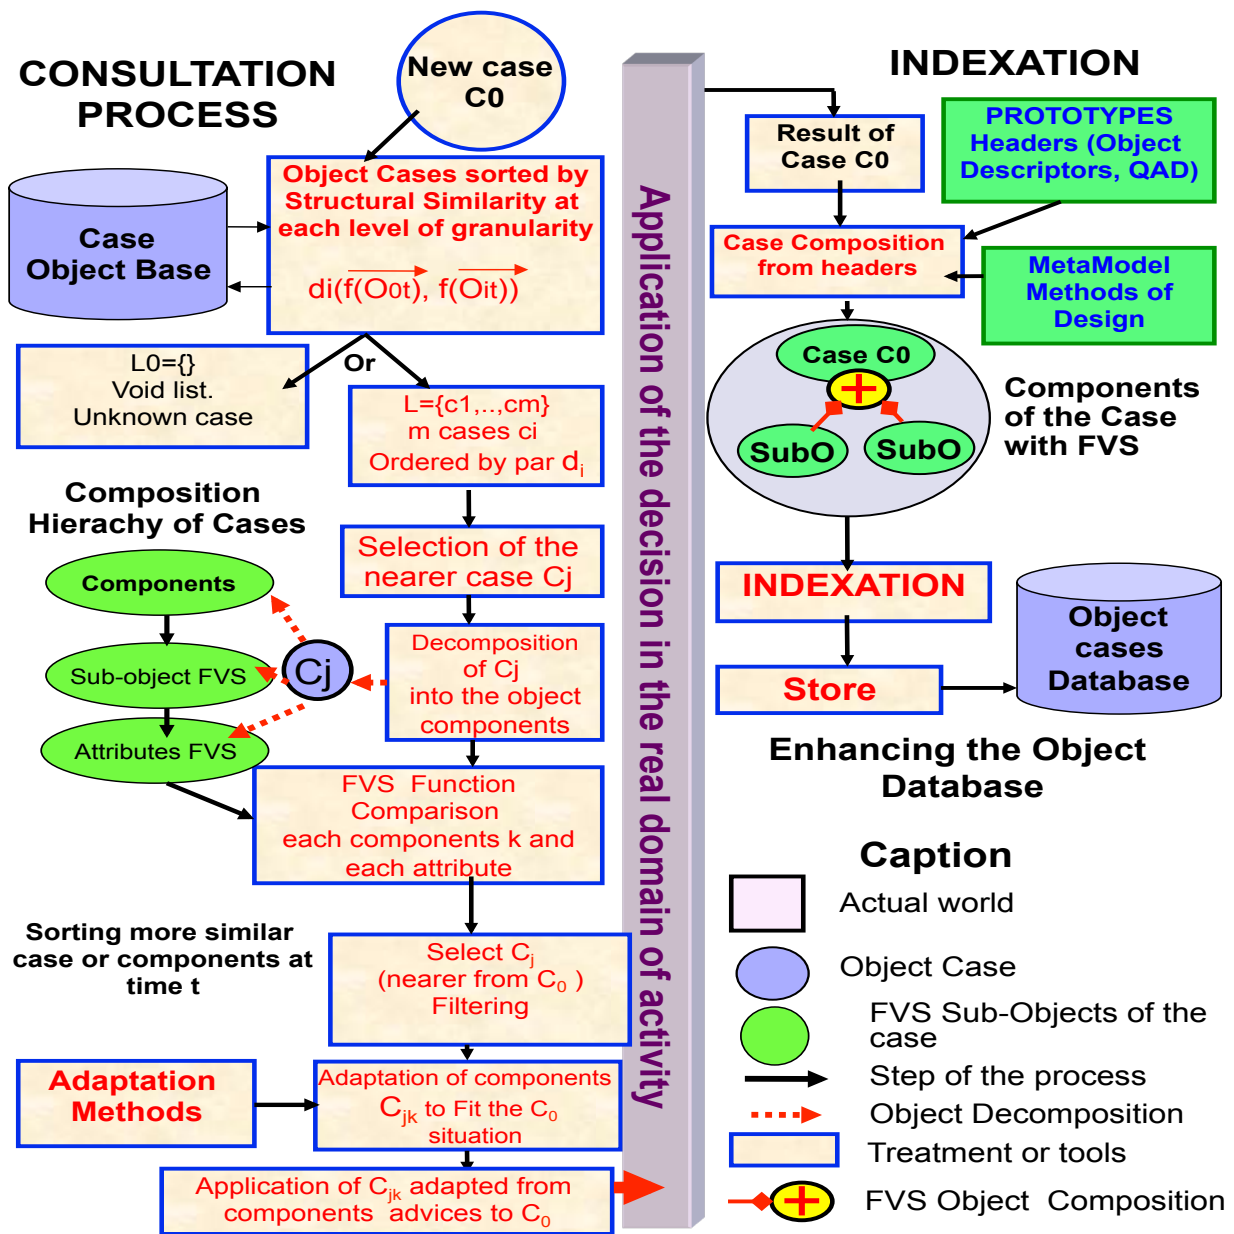 CONSULTATION
PROCESS
New case
C0
Case
Object Base
Object Cases sorted by
Structural Similarity at
each level of granularity
di(f(O0t), f(Oit))
L0={}
Void list.
Unknown case
Or
L={c1,..,cm}
m cases ci
Ordered by par di
Composition
Hierachy of Cases
Selection of the
nearer case Cj
Components
Sub-object FVS
Attributes FVS
Cj
Decomposition
of Cj
into the object
components
FVS Function
Comparison
each components k and
each attribute
Sorting more similar
case or components at
time t
Select Cj
(nearer from C0 )
Filtering
Adaptation
Methods
Adaptation of components
Cjk to Fit the C0
situation
Application of Cjk adapted from
components advices to C0
Application of the decision in the real domain of activity
INDEXATION
Result of
Case C0
PROTOTYPES
Headers (Object
Descriptors, QAD)
Case Composition
from headers
MetaModel
Methods of
Design
Case C0
SubO
SubO
Components
of the Case
with FVS
INDEXATION
Store
Object
cases
Database
Enhancing the Object
Database
Caption
Actual world
Object Case
FVS Sub-Objects of the
case
Step of the process
Object Decomposition
Treatment or tools
FVS Object Composition